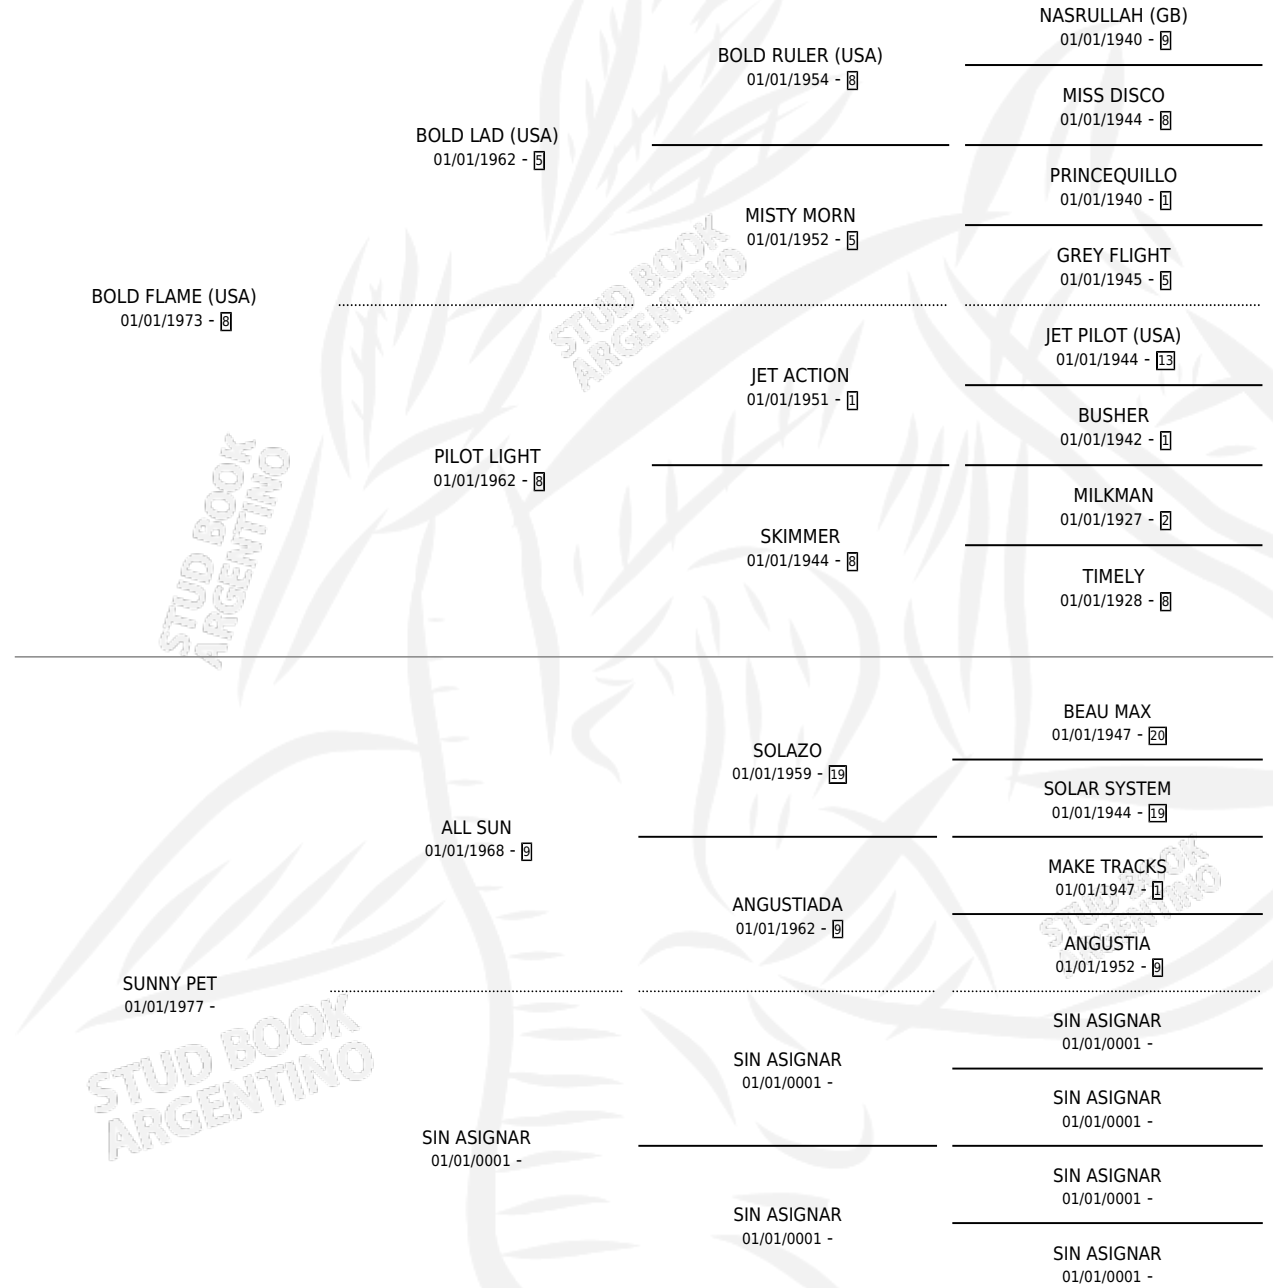 NASRULLAH (GB)
01/01/1940 - 9
BOLD RULER (USA)
01/01/1954 - 8
MISS DISCO
01/01/1944 - 8
BOLD LAD (USA)
01/01/1962 - 5
PRINCEQUILLO
01/01/1940 - 1
MISTY MORN
01/01/1952 - 5
GREY FLIGHT
01/01/1945 - 5
BOLD FLAME (USA)
01/01/1973 - 8
JET PILOT (USA)
01/01/1944 - 13
JET ACTION
01/01/1951 - 1
BUSHER
01/01/1942 - 1
PILOT LIGHT
01/01/1962 - 8
MILKMAN
01/01/1927 - 2
SKIMMER
01/01/1944 - 8
TIMELY
01/01/1928 - 8
BEAU MAX
01/01/1947 - 20
SOLAZO
01/01/1959 - 19
SOLAR SYSTEM
01/01/1944 - 19
ALL SUN
01/01/1968 - 9
MAKE TRACKS
01/01/1947 - 1
ANGUSTIADA
01/01/1962 - 9
ANGUSTIA
01/01/1952 - 9
SUNNY PET
01/01/1977 -
SIN ASIGNAR
01/01/0001 -
SIN ASIGNAR
01/01/0001 -
SIN ASIGNAR
01/01/0001 -
SIN ASIGNAR
01/01/0001 -
SIN ASIGNAR
01/01/0001 -
SIN ASIGNAR
01/01/0001 -
SIN ASIGNAR
01/01/0001 -
STUD BOOK
ARGENTINO
STUD BOOK
ARGENTINO
STUD BOOK
ARGENTINO
STUD BOOK
ARGENTINO